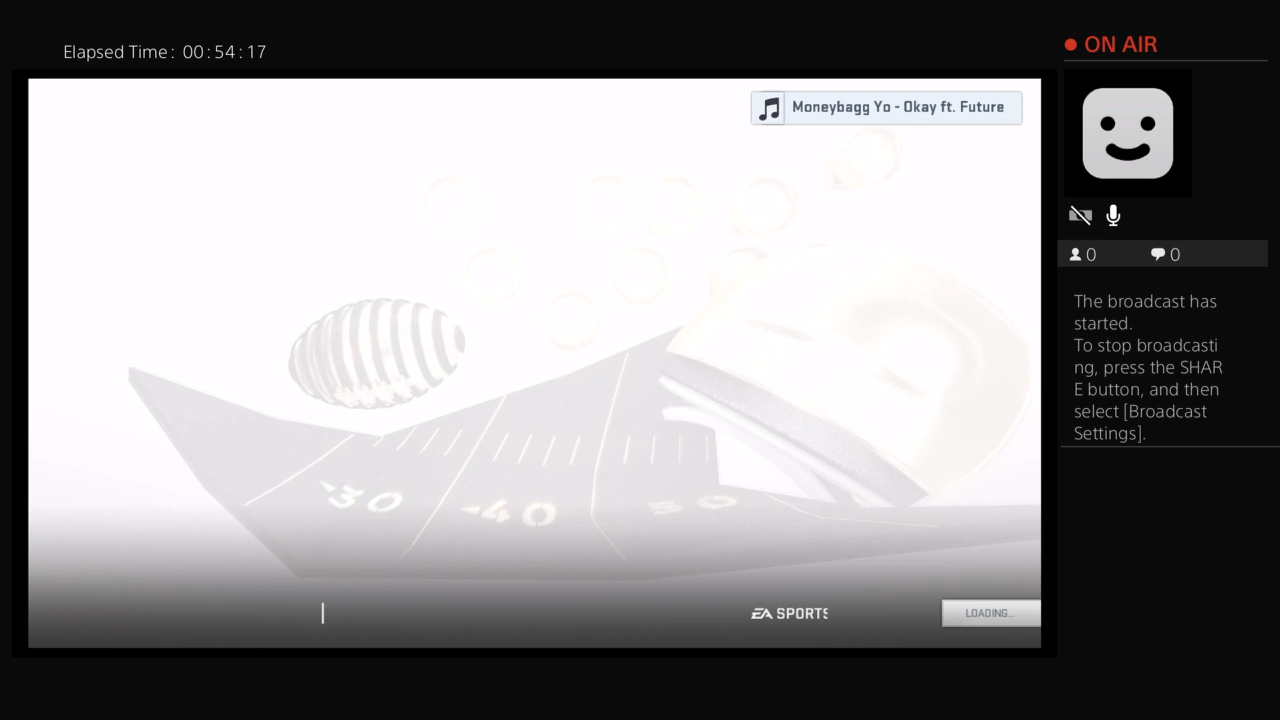 Elapsed Time: 00:54:17
ON AIR
Moneybagg Yo - Okay ft. Future
0
0
The broadcast has
started.
To stop broadcasti
ng, press the SHAR
E button, and then
select [Broadcast
Settings].
30
40
50
EA SPORTS
LOADING...